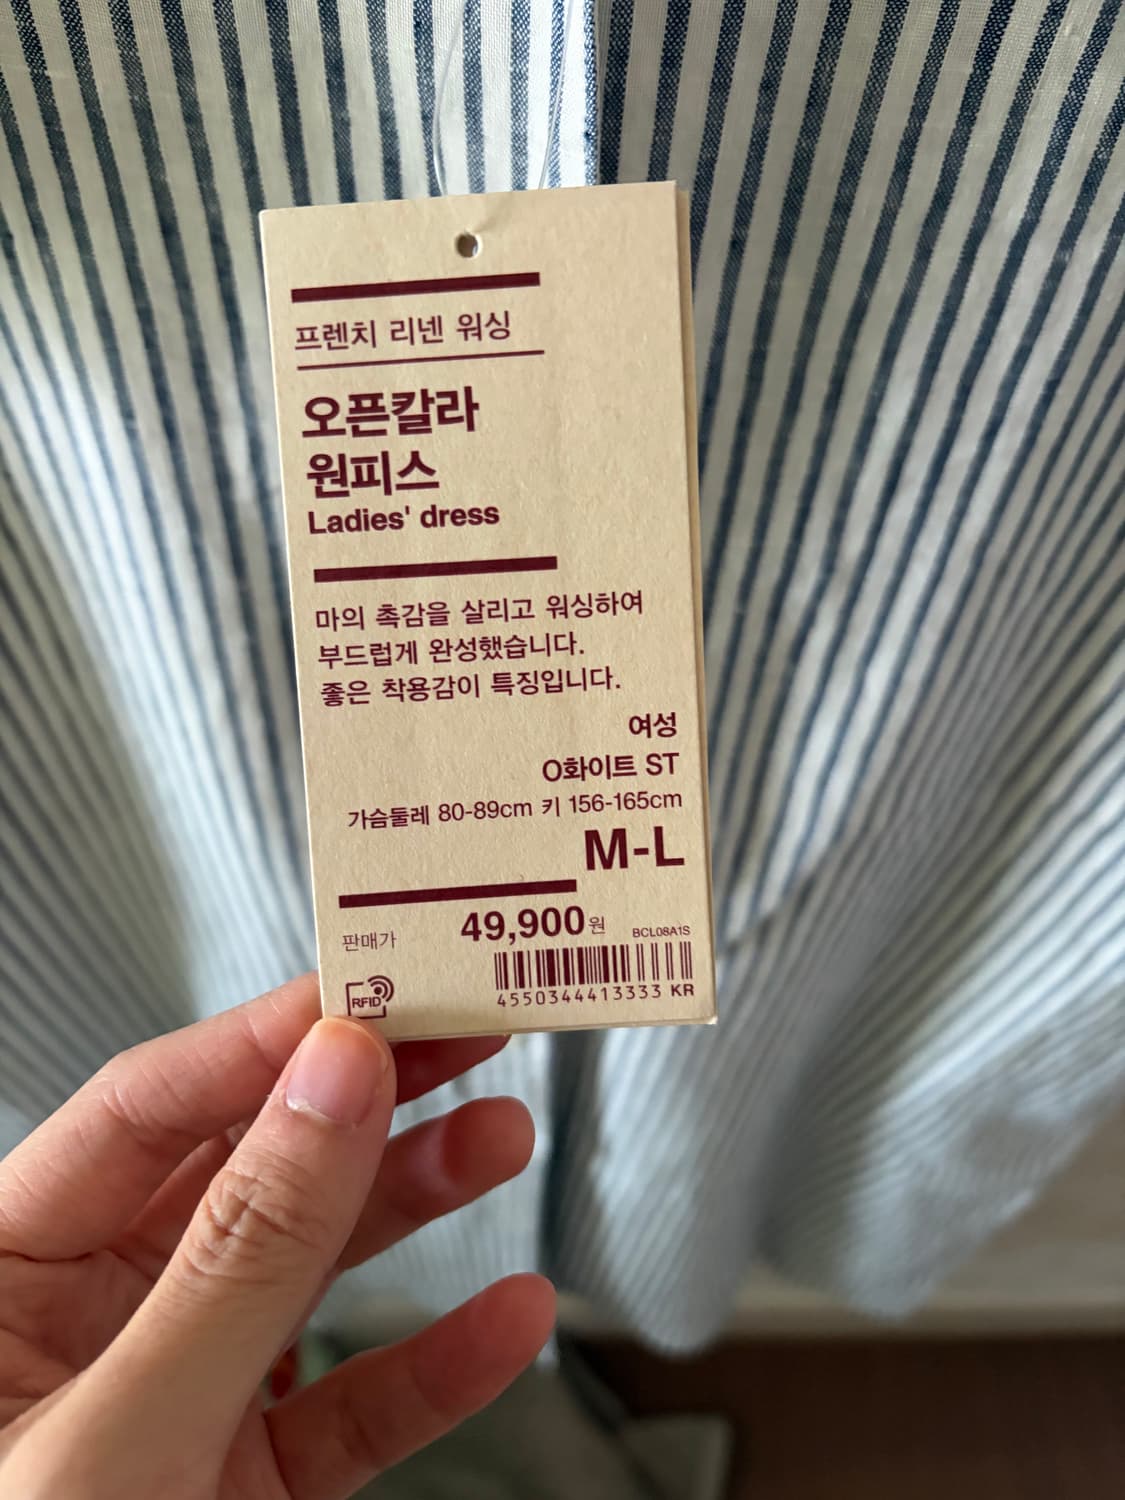 프렌치 리넨 워싱
오픈칼라
원피스
Ladies' dress
마의 촉감을 살리고 워싱하여
부드럽게 완성했습니다.
좋은 착용감이 특징입니다.
여성
O화이트 ST
가슴둘레 80-89cm 키 156-165cm
M-L
판매가 49,900원 BCL08A1S
RFID
4550344413333 KR